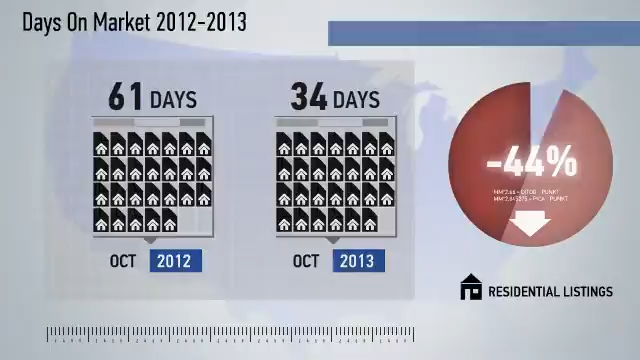 Days On Market 2012-2013
61 DAYS
34 DAYS
-44%
OCT 2012
OCT 2013
RESIDENTIAL LISTINGS